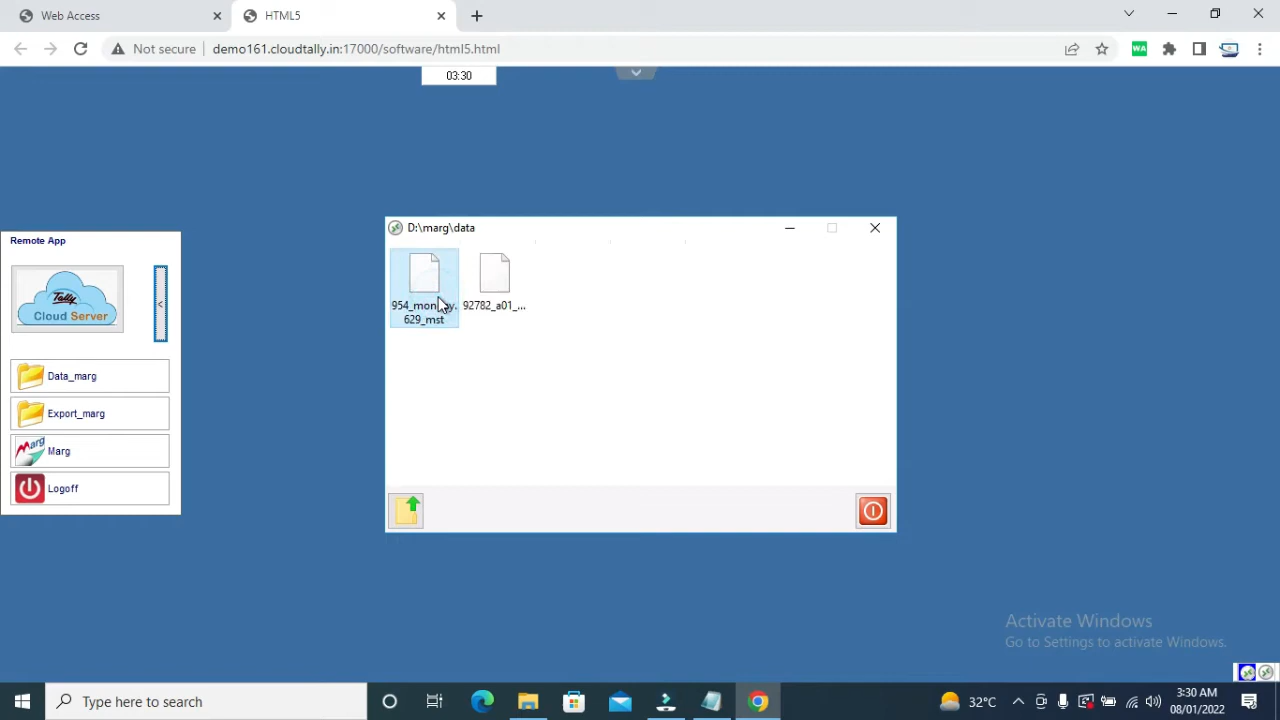 Web Access
HTML5
Not secure
demo161.cloudtally.in:17000/software/html5.html
WA
03:30
D:\marg\data
Remote App
Tally
Cloud Server
<
954_mon y.
629_mst
92782_a01_...
Data_marg
Export_marg
Marg
Marg
Logoff
Activate Windows
Go to Settings to activate Windows.
Type here to search
32°C
3:30 AM
08/01/2022